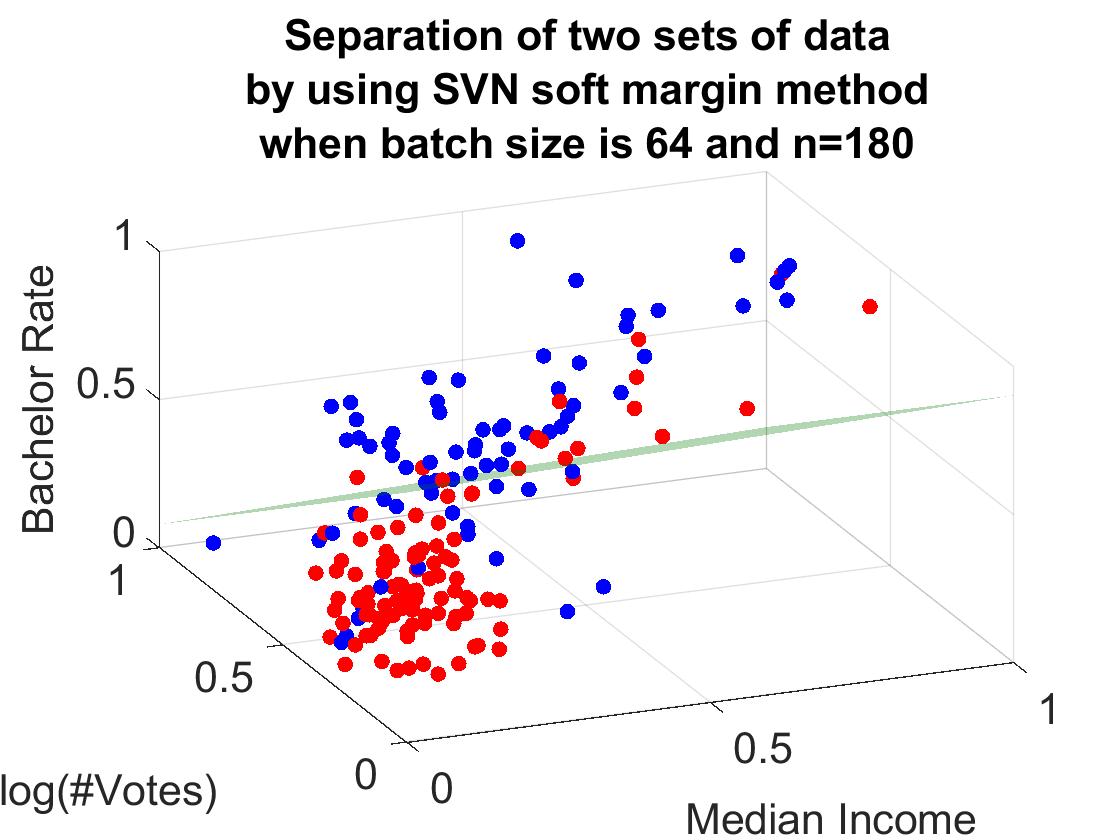 Separation of two sets of data
by using SVN soft margin method
when batch size is 64 and n=180
1
0.5
0
Bachelor Rate
1
0.5
0
log(#Votes)
0
0.5
1
Median Income